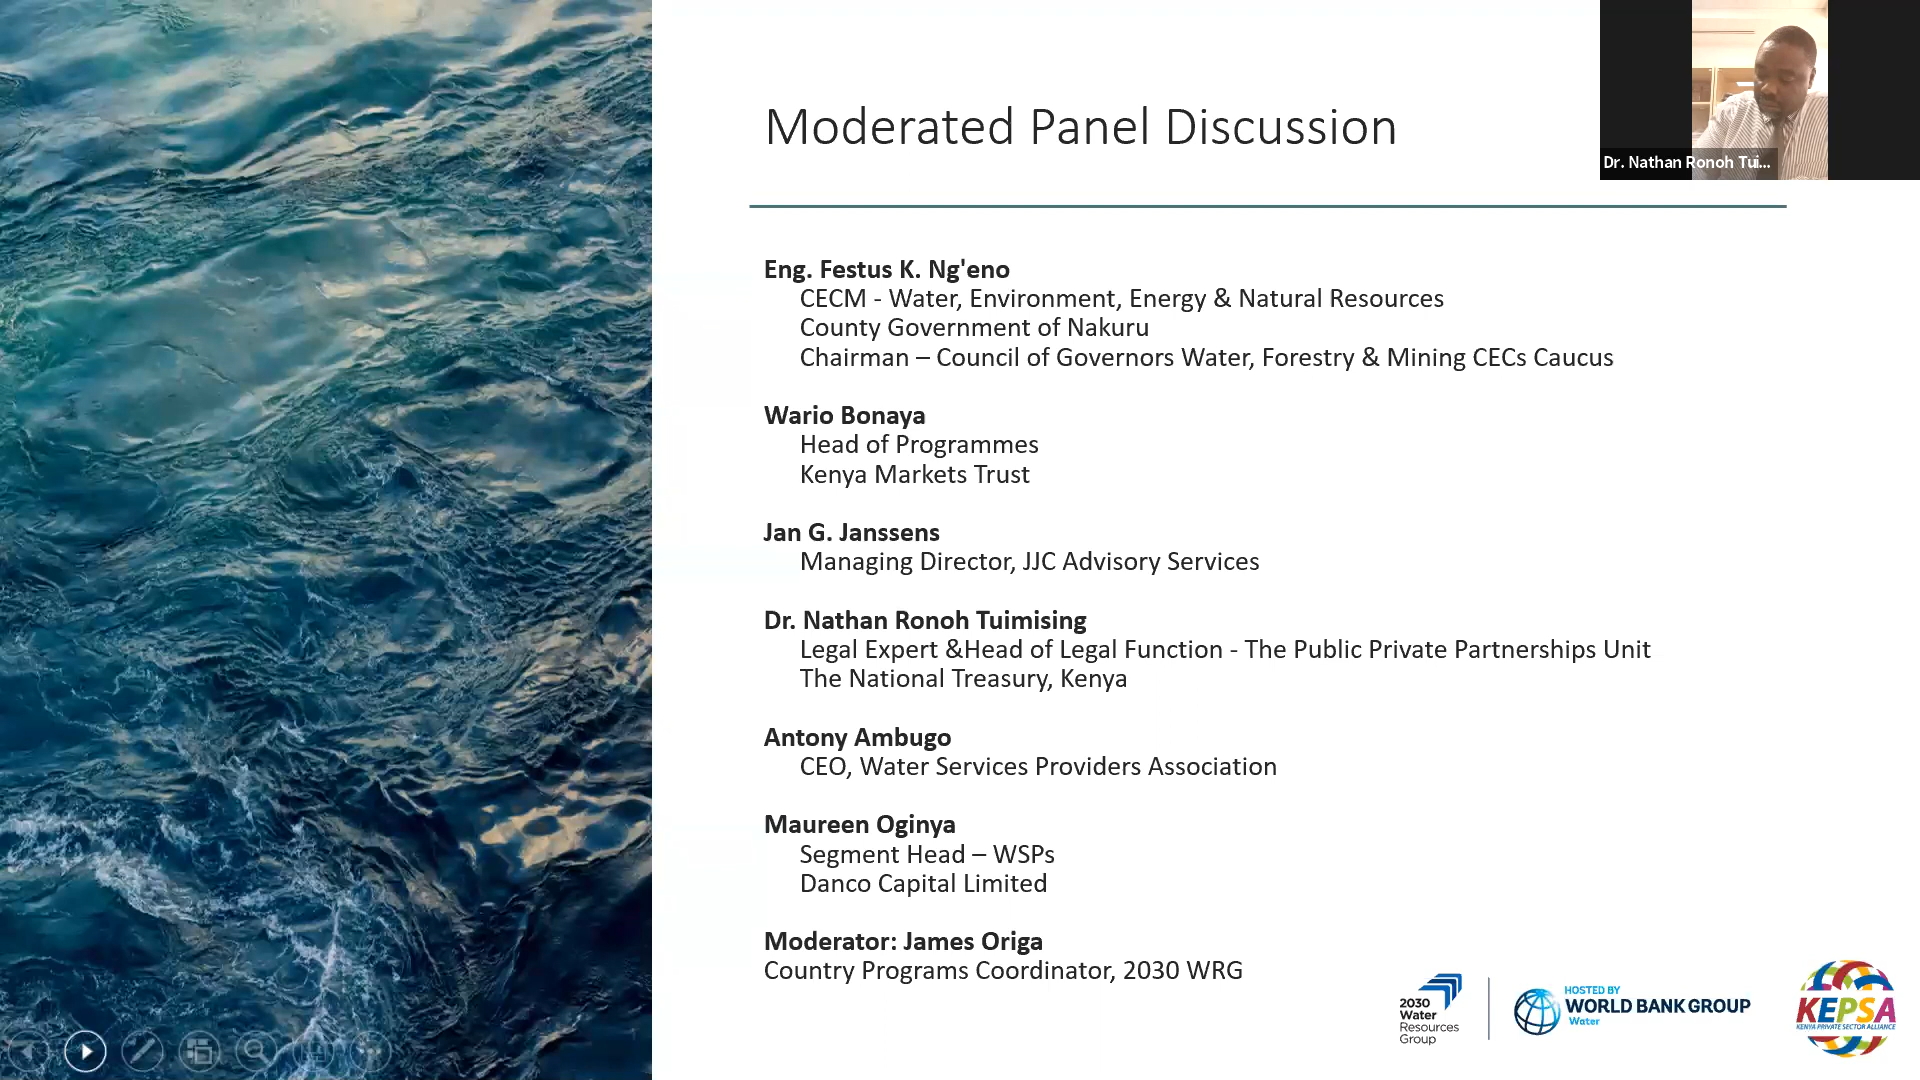 Moderated Panel Discussion
Dr. Nathan Ronoh Tui...
Eng. Festus K. Ng'eno
CECM - Water, Environment, Energy & Natural Resources
County Government of Nakuru
Chairman – Council of Governors Water, Forestry & Mining CECs Caucus
Wario Bonaya
Head of Programmes
Kenya Markets Trust
Jan G. Janssens
Managing Director, JJC Advisory Services
Dr. Nathan Ronoh Tuimising
Legal Expert &Head of Legal Function - The Public Private Partnerships Unit
The National Treasury, Kenya
Antony Ambugo
CEO, Water Services Providers Association
Maureen Oginya
Segment Head – WSPs
Danco Capital Limited
Moderator: James Origa
Country Programs Coordinator, 2030 WRG
2030
Water
Resources
Group
HOSTED BY
WORLD BANK GROUP
Water
KEPSA
KENYA PRIVATE SECTOR ALLIANCE